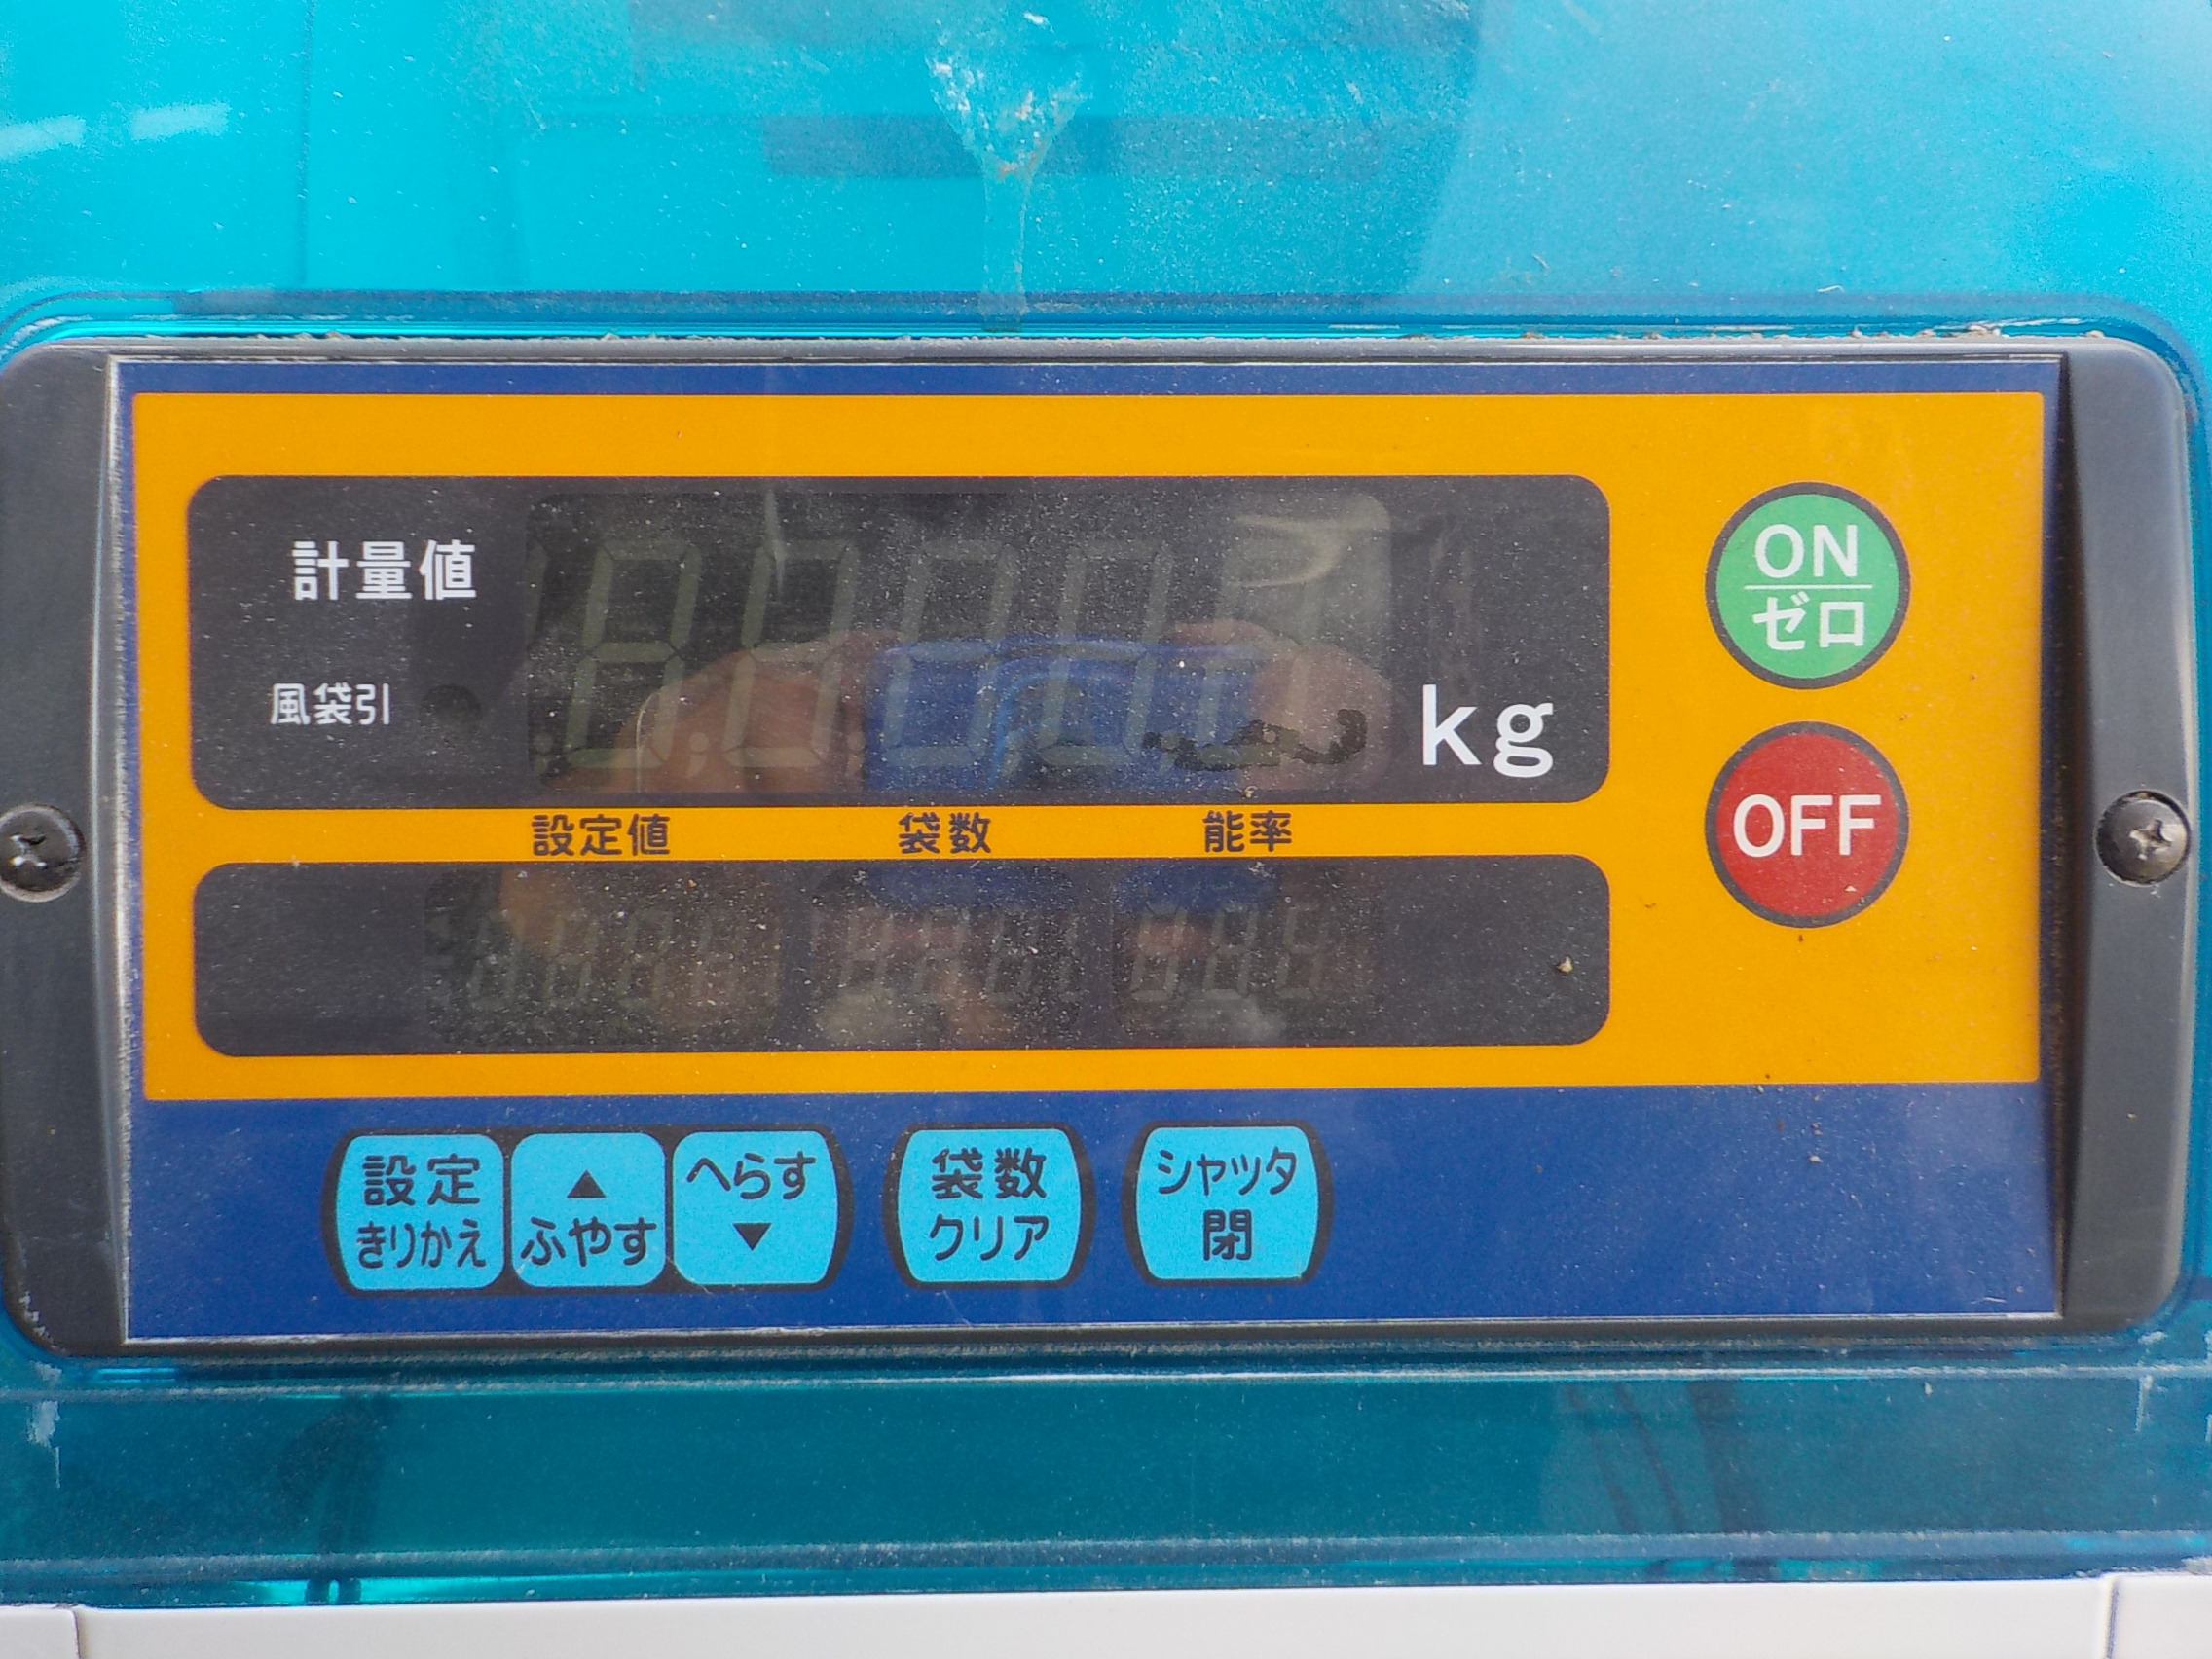 計量値
風袋引
kg
ON
ゼロ
OFF
設定値 袋数 能率
設定
きりかえ
▲
ふやす
へらす
▼
袋数
クリア
シャッタ
閉